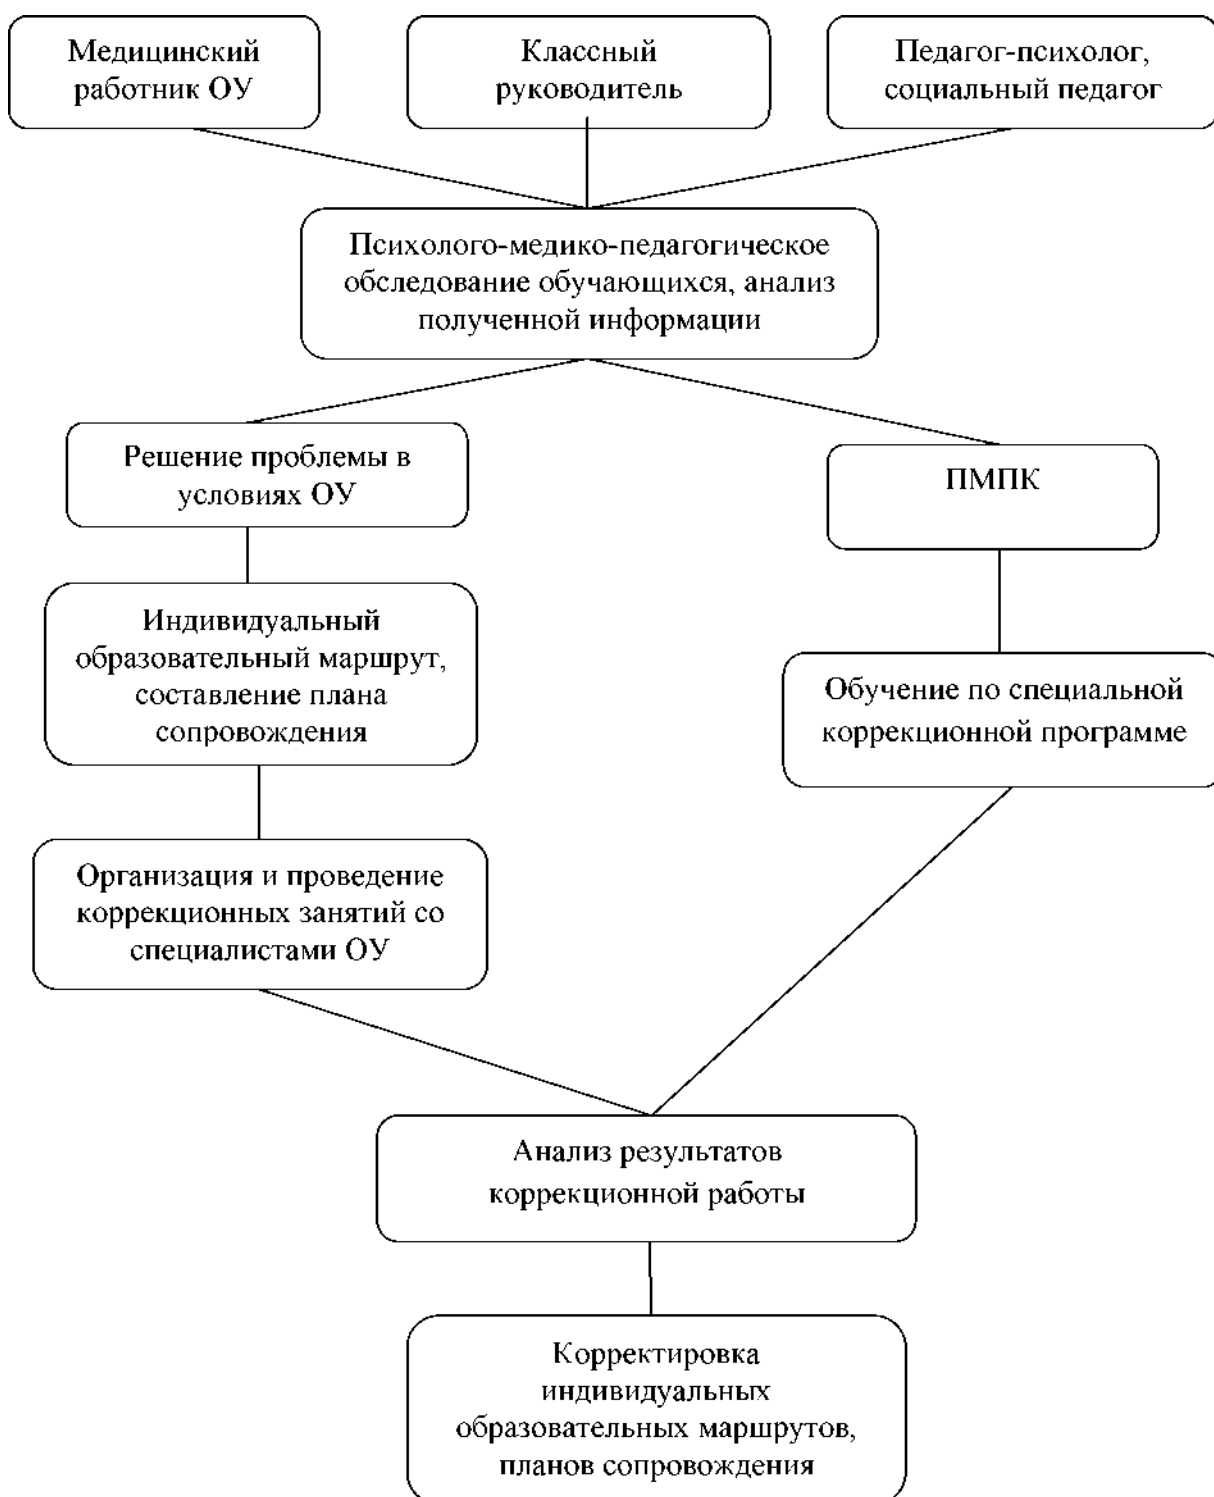 Медицинский
работник ОУ
Классный
руководитель
Педагог-психолог,
социальный педагог
Психолого-медико-педагогическое
обследование обучающихся, анализ
полученной информации
Решение проблемы в
условиях ОУ
ПМПК
Индивидуальный
образовательный маршрут,
составление плана
сопровождения
Обучение по специальной
коррекционной программе
Организация и проведение
коррекционных занятий со
специалистами ОУ
Анализ результатов
коррекционной работы
Корректировка
индивидуальных
образовательных маршрутов,
планов сопровождения